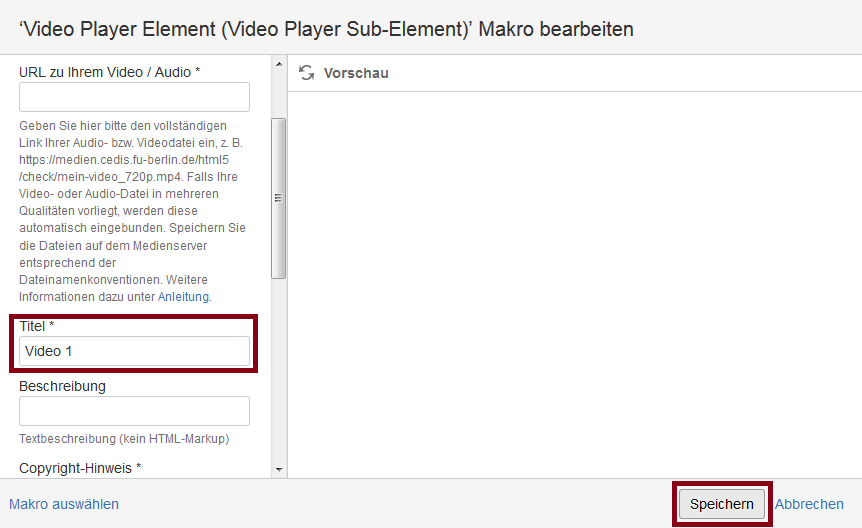 ‘Video Player Element (Video Player Sub-Element)’ Makro bearbeiten
URL zu Ihrem Video / Audio *
Geben Sie hier bitte den vollständigen
Link Ihrer Audio- bzw. Videodatei ein, z. B.
https://medien.cedis.fu-berlin.de/html5
/check/mein-video_720p.mp4. Falls Ihre
Video- oder Audio-Datei in mehreren
Qualitäten vorliegt, werden diese
automatisch eingebunden. Speichern Sie
die Dateien auf dem Medienserver
entsprechend der
Dateinamenkonventionen. Weitere
Informationen dazu unter Anleitung.
Titel *
Video 1
Beschreibung
Textbeschreibung (kein HTML-Markup)
Copyright-Hinweis *
Vorschau
Makro auswählen
Speichern
Abbrechen